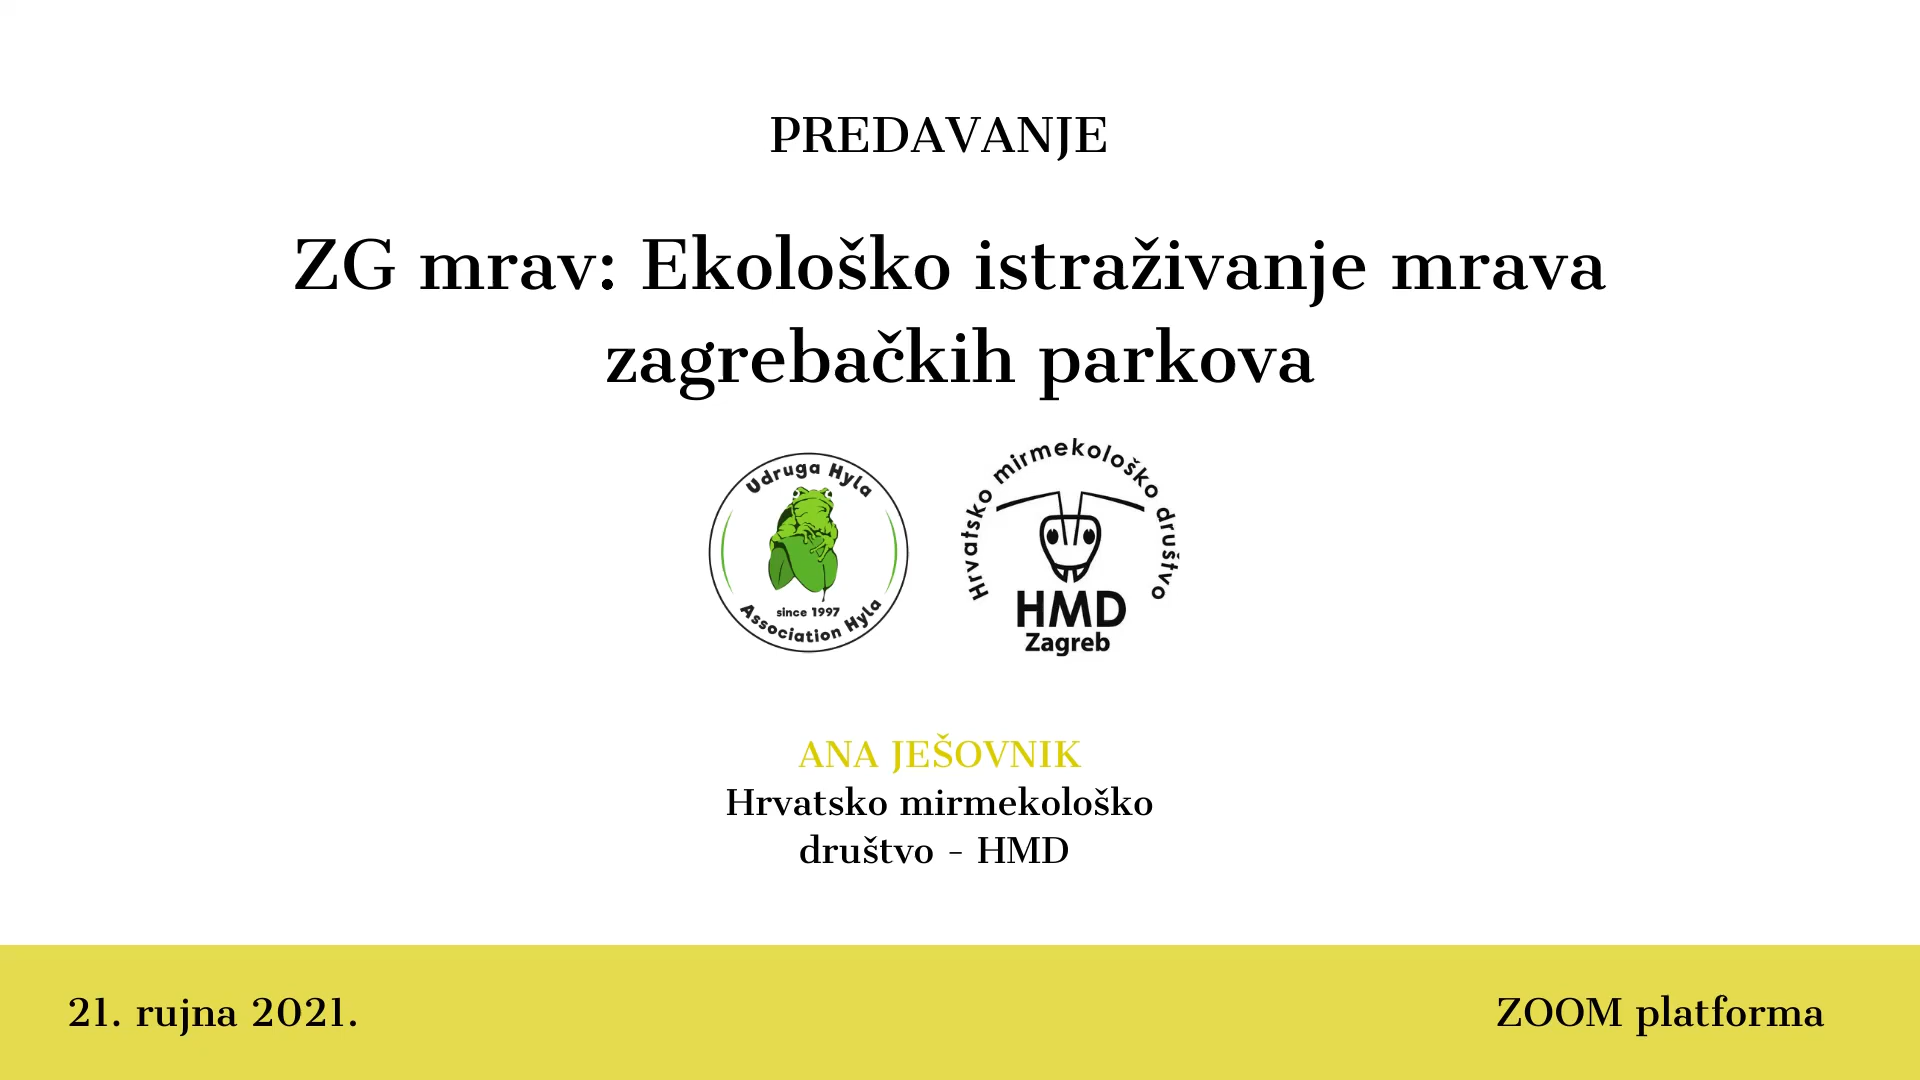 PREDAVANJE
ZG mrav: Ekološko istraživanje mrava
zagrebačkih parkova
Udruga Hyla
since 1997
Association Hyla
Hrvatsko mirmekološko društvo
HMD
Zagreb
ANA JEŠOVNIK
Hrvatsko mirmekološko
društvo - HMD
21. rujna 2021.
ZOOM platforma